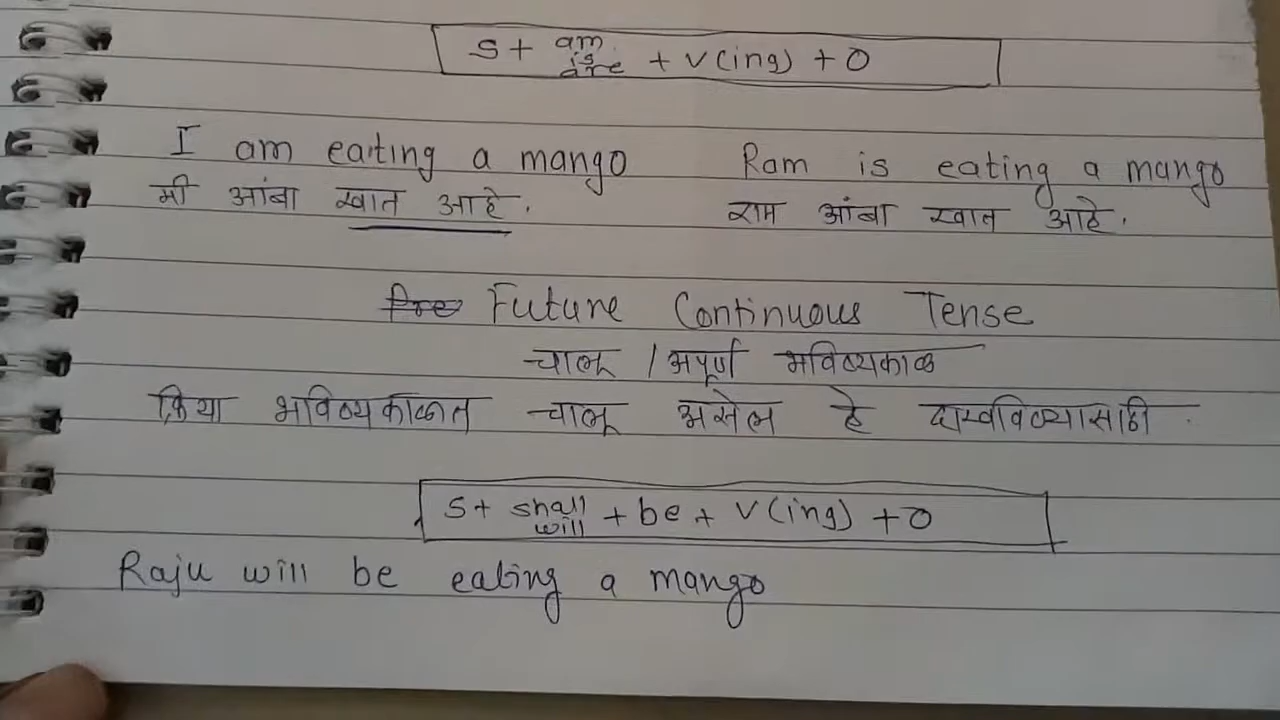 S + am is are + V(ing) + O
I am eating a mango Ram is eating a mango
मी आंबा खात आहे. राम आंबा खात आहे.
Future Continuous Tense
चालू / अपूर्ण भविष्यकाळ
क्रिया भविष्यकाळात चालू असेल हे दाखविण्यासाठी
S + shall will + be + V(ing) + O
Raju will be eating a mango